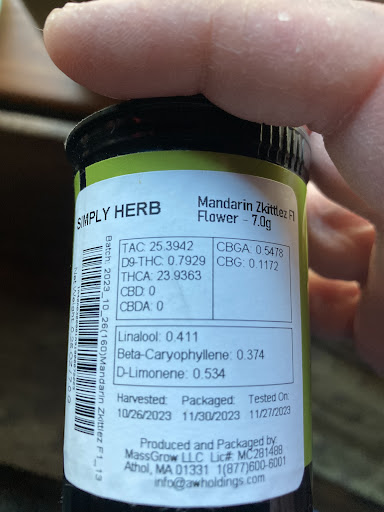 SIMPLY HERB
Mandarin Zkittlez F1
Flower - 7.0g
TAC: 25.3942
D9-THC: 0.7929
THCA: 23.9363
CBD: 0
CBDA: 0
CBGA: 0.5478
CBG: 0.1172
Linalool: 0.411
Beta-Caryophyllene: 0.374
D-Limonene: 0.534
Harvested: Packaged: Tested On:
10/26/2023 11/30/2023 11/27/2023
Produced and Packaged by:
MassGrow LLC Lic#: MC281488
Athol, MA 01331 1(877)600-6001
info@awholdings.com
Batch: 2023_10_26(160)Mandarin Zkittlez F1_13